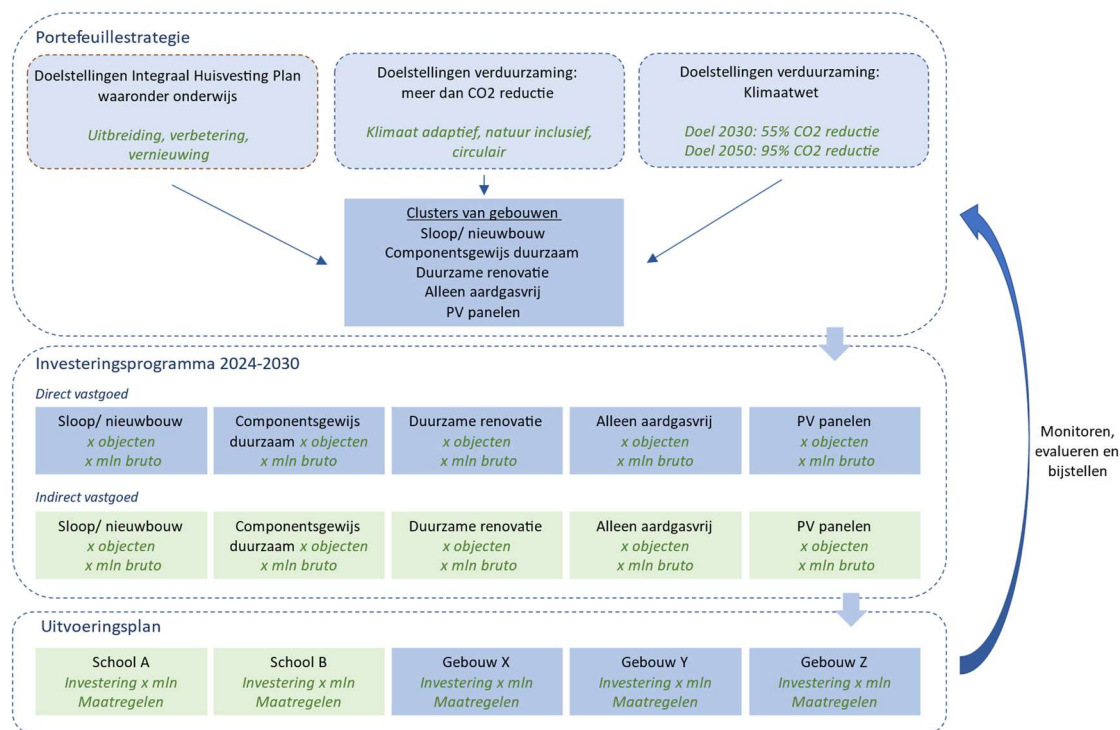 Portefeuillestrategie
Doelstellingen Integraal Huisvesting Plan
waaronder onderwijs
Uitbreiding, verbetering,
vernieuwing
Doelstellingen verduurzaming:
meer dan CO2 reductie
Klimaat adaptief, natuur inclusief,
circulair
Doelstellingen verduurzaming:
Klimaatwet
Doel 2030: 55% CO2 reductie
Doel 2050: 95% CO2 reductie
Clusters van gebouwen
Sloop/ nieuwbouw
Componentsgewijs duurzaam
Duurzame renovatie
Alleen aardgasvrij
PV panelen
Investeringsprogramma 2024-2030
Direct vastgoed
Sloop/ nieuwbouw
x objecten
x mln bruto
Componentsgewijs
duurzaam x objecten
x mln bruto
Duurzame renovatie
x objecten
x mln bruto
Alleen aardgasvrij
x objecten
x mln bruto
PV panelen
x objecten
x mln bruto
Indirect vastgoed
Sloop/ nieuwbouw
x objecten
x mln bruto
Componentsgewijs
duurzaam x objecten
x mln bruto
Duurzame renovatie
x objecten
x mln bruto
Alleen aardgasvrij
x objecten
x mln bruto
PV panelen
x objecten
x mln bruto
Uitvoeringsplan
School A
Investering x mln
Maatregelen
School B
Investering x mln
Maatregelen
Gebouw X
Investering x mln
Maatregelen
Gebouw Y
Investering x mln
Maatregelen
Gebouw Z
Investering x mln
Maatregelen
Monitoren,
evalueren en
bijstellen